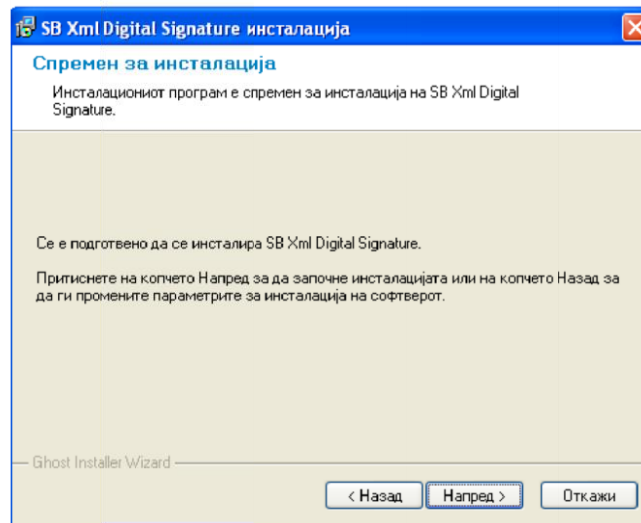 SB Xml Digital Signature инсталација
Спремен за инсталација
Инсталациониот програм е спремен за инсталација на SB Xml Digital
Signature.
Се е подготвено да се инсталира SB Xml Digital Signature.
Притиснете на копчето Напред за да започне инсталацијата или на копчето Назад за
да ги промените параметрите за инсталација на софтверот.
Ghost Installer Wizard
< Назад Напред > Откажи